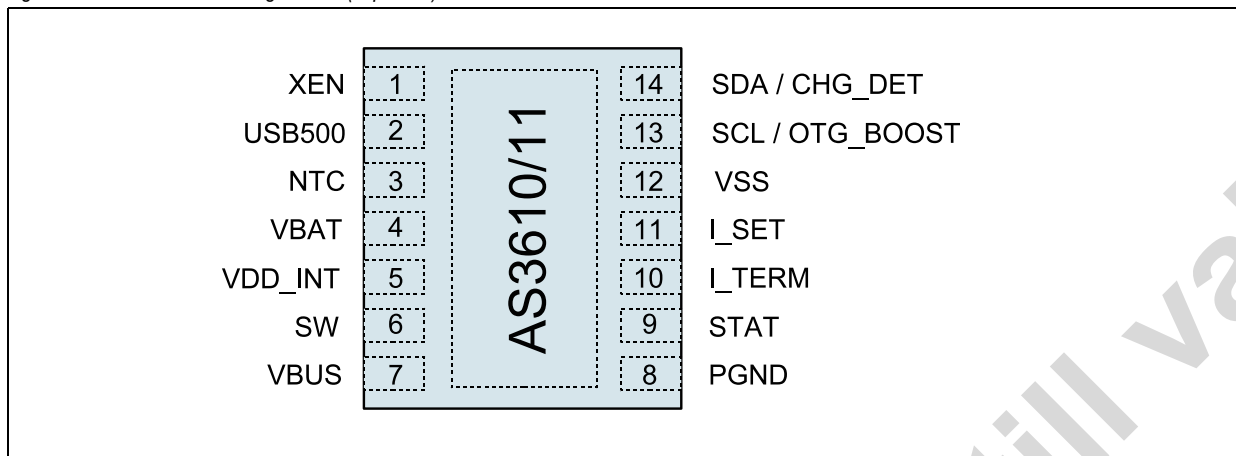 XEN 1 14 SDA / CHG_DET
USB500 2 13 SCL / OTG_BOOST
NTC 3 12 VSS
VBAT 4 11 I_SET
VDD_INT 5 10 I_TERM
SW 6 9 STAT
VBUS 7 8 PGND
AS3610/11
till